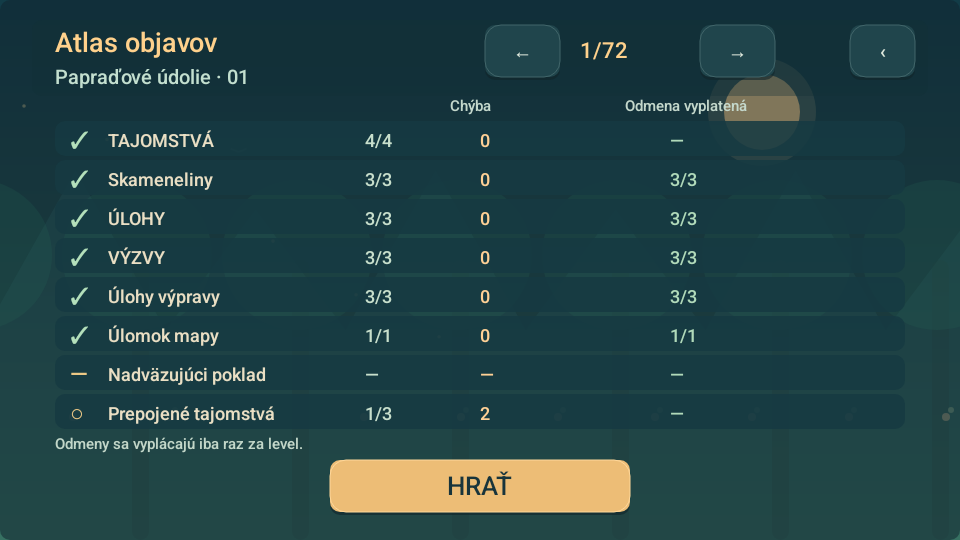 Atlas objavov
Papraďové údolie · 01
← 1/72 → ‹
Chýba Odmena vyplatená
✓ TAJOMSTVÁ 4/4 0 —
✓ Skameneliny 3/3 0 3/3
✓ ÚLOHY 3/3 0 3/3
✓ VÝZVY 3/3 0 3/3
✓ Úlohy výpravy 3/3 0 3/3
✓ Úlomok mapy 1/1 0 1/1
— Nadväzujúci poklad — — —
○ Prepojené tajomstvá 1/3 2 —
Odmeny sa vyplácajú iba raz za level.
HRAŤ